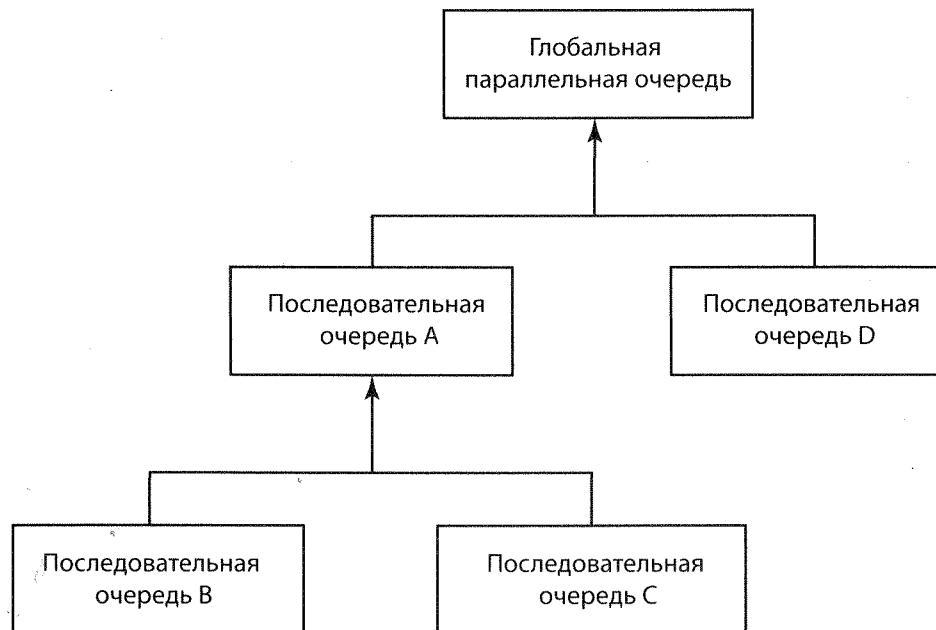 Глобальная
параллельная очередь
Последовательная
очередь A
Последовательная
очередь D
Последовательная
очередь B
Последовательная
очередь C